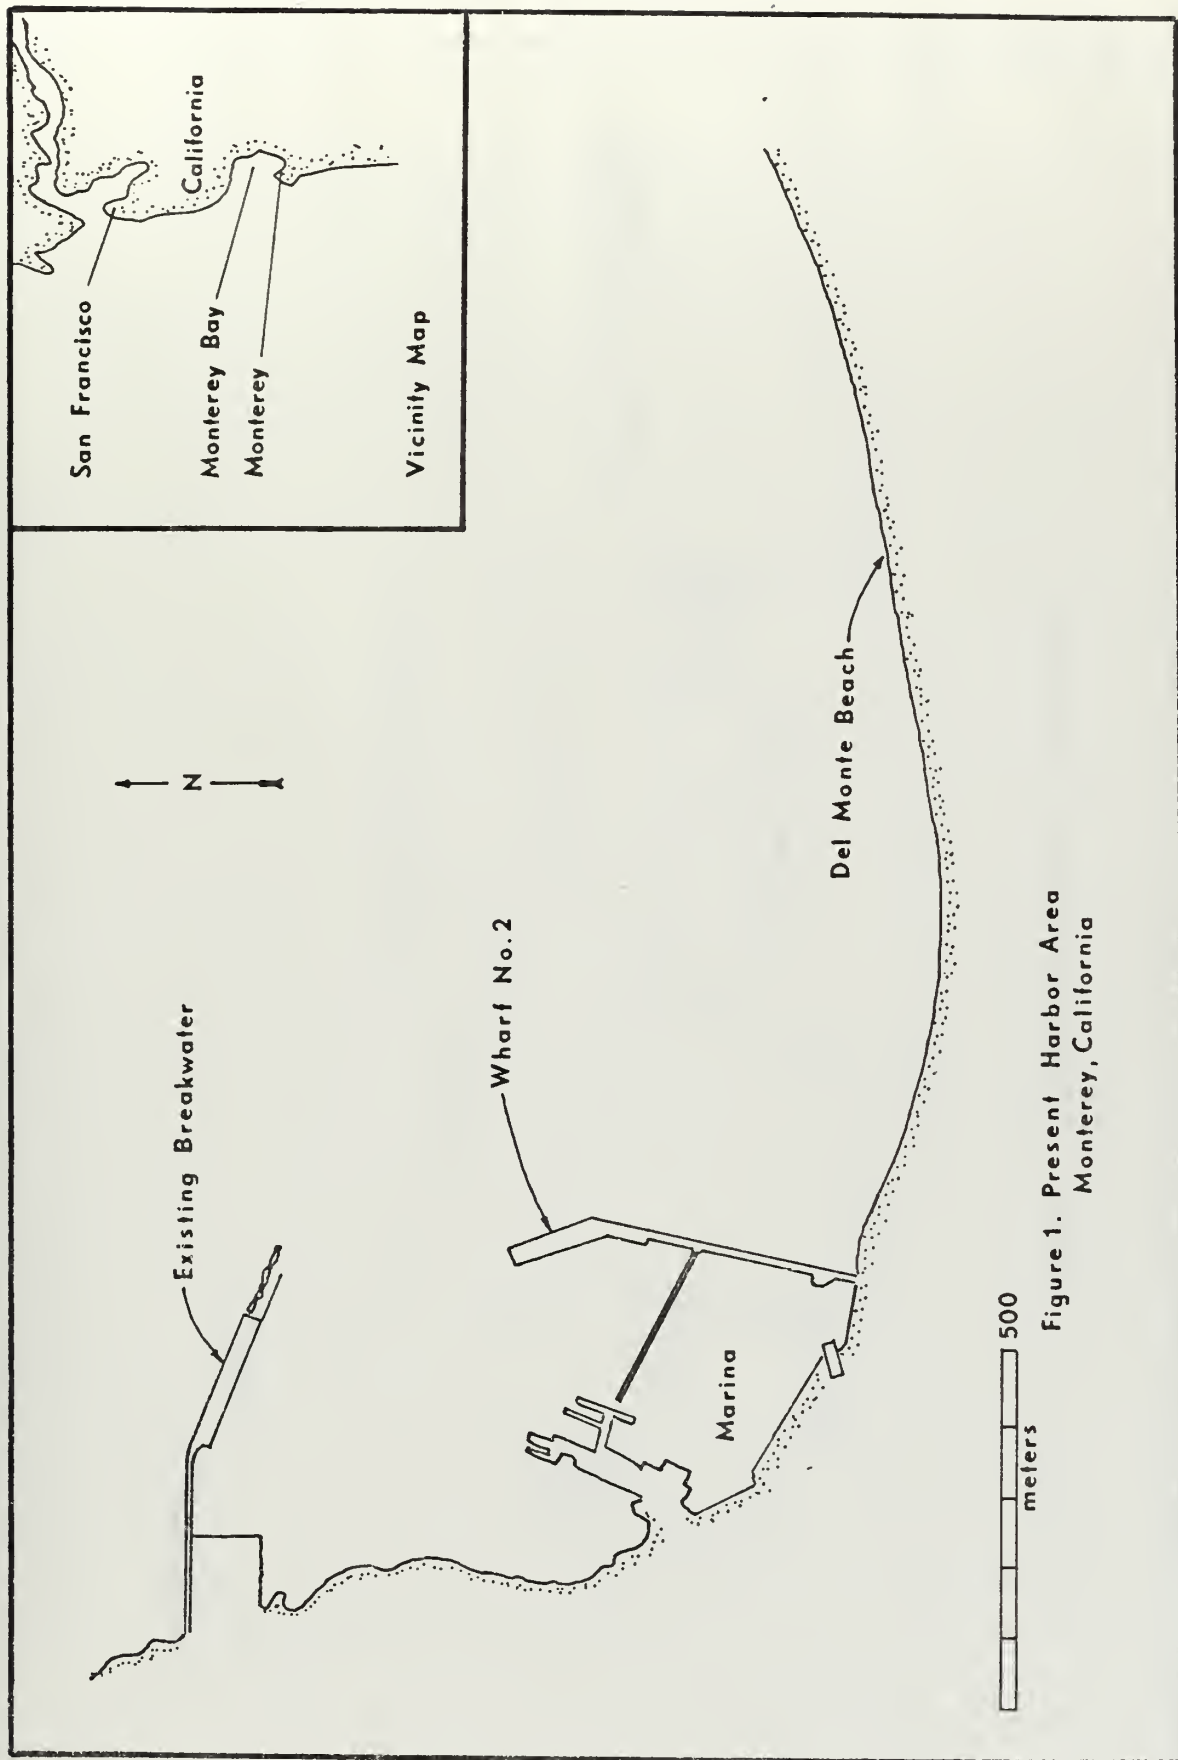 San Francisco
California
Monterey Bay
Monterey
Vicinity Map
N
Existing Breakwater
Wharf No. 2
Del Monte Beach
Marina
500
meters
Figure 1. Present Harbor Area
Monterey, California